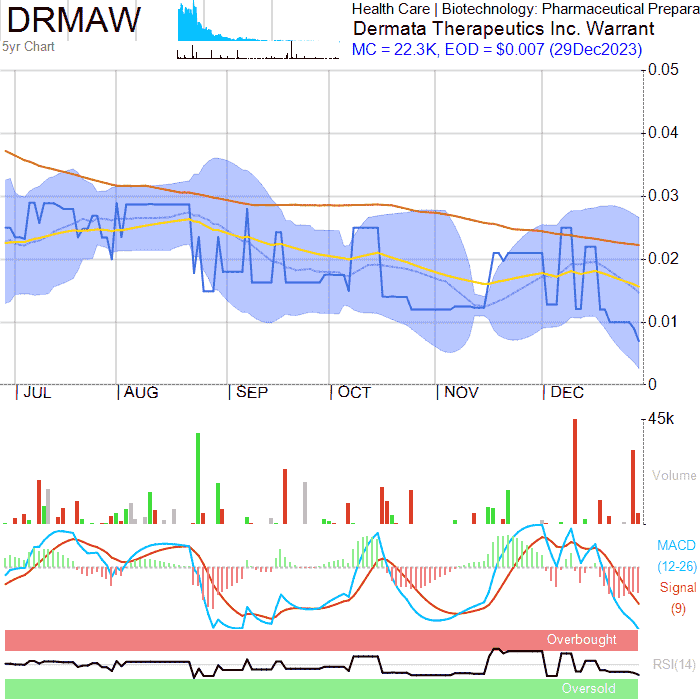 DRMAW
5yr Chart
Health Care | Biotechnology: Pharmaceutical Prepara
Dermata Therapeutics Inc. Warrant
MC = 22.3K, EOD = $0.007 (29Dec2023)
0.05
0.04
0.03
0.02
0.01
0
JUL AUG SEP OCT NOV DEC
45k
Volume
MACD
(12-26)
Signal
(9)
Overbought
RSI(14)
Oversold